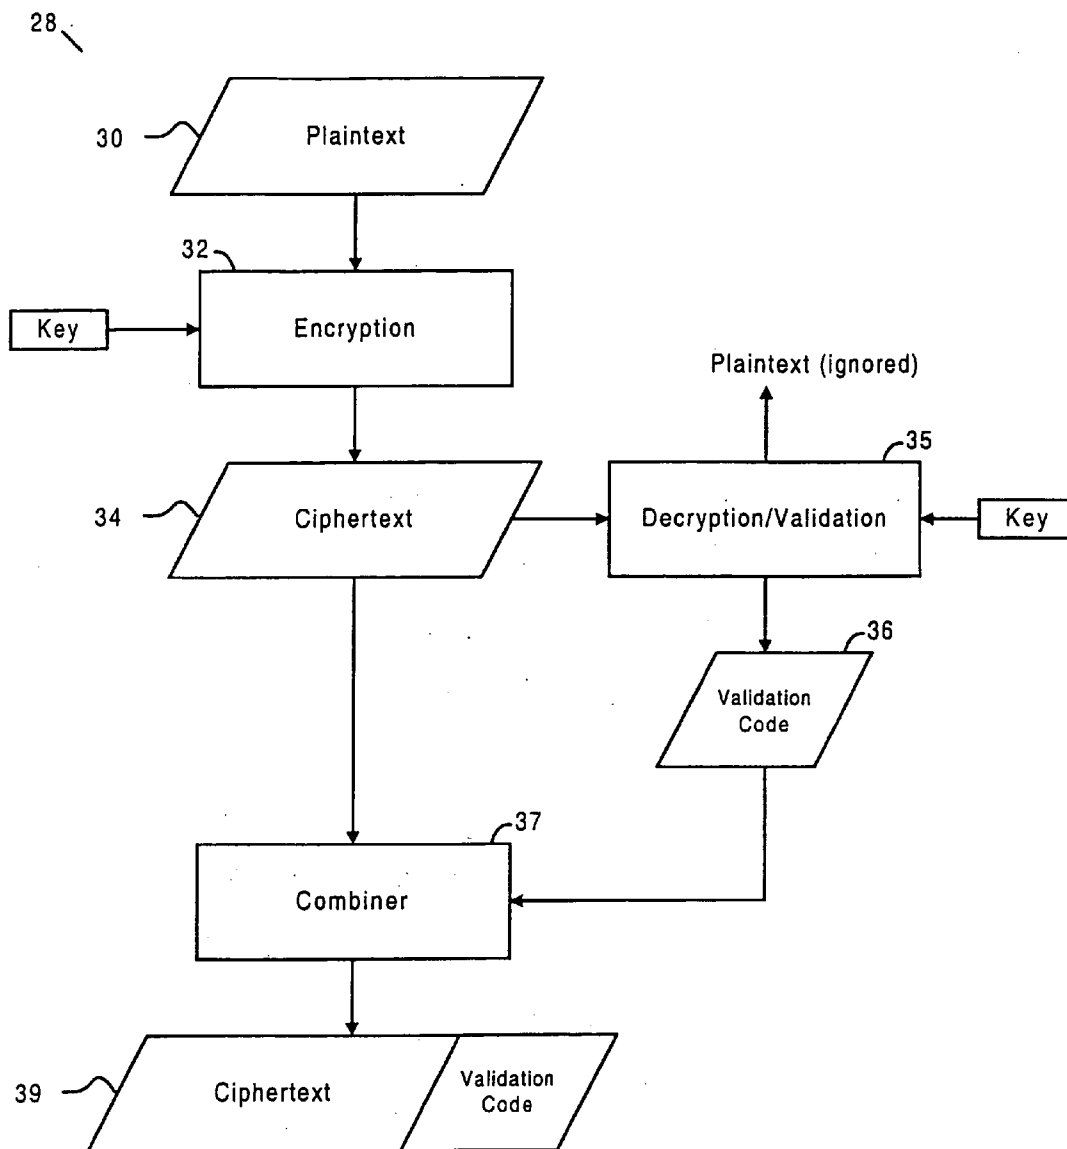 28
30
Plaintext
32
Key
Encryption
Plaintext (ignored)
35
34
Ciphertext
Decryption/Validation
Key
36
Validation
Code
37
Combiner
39
Ciphertext
Validation
Code